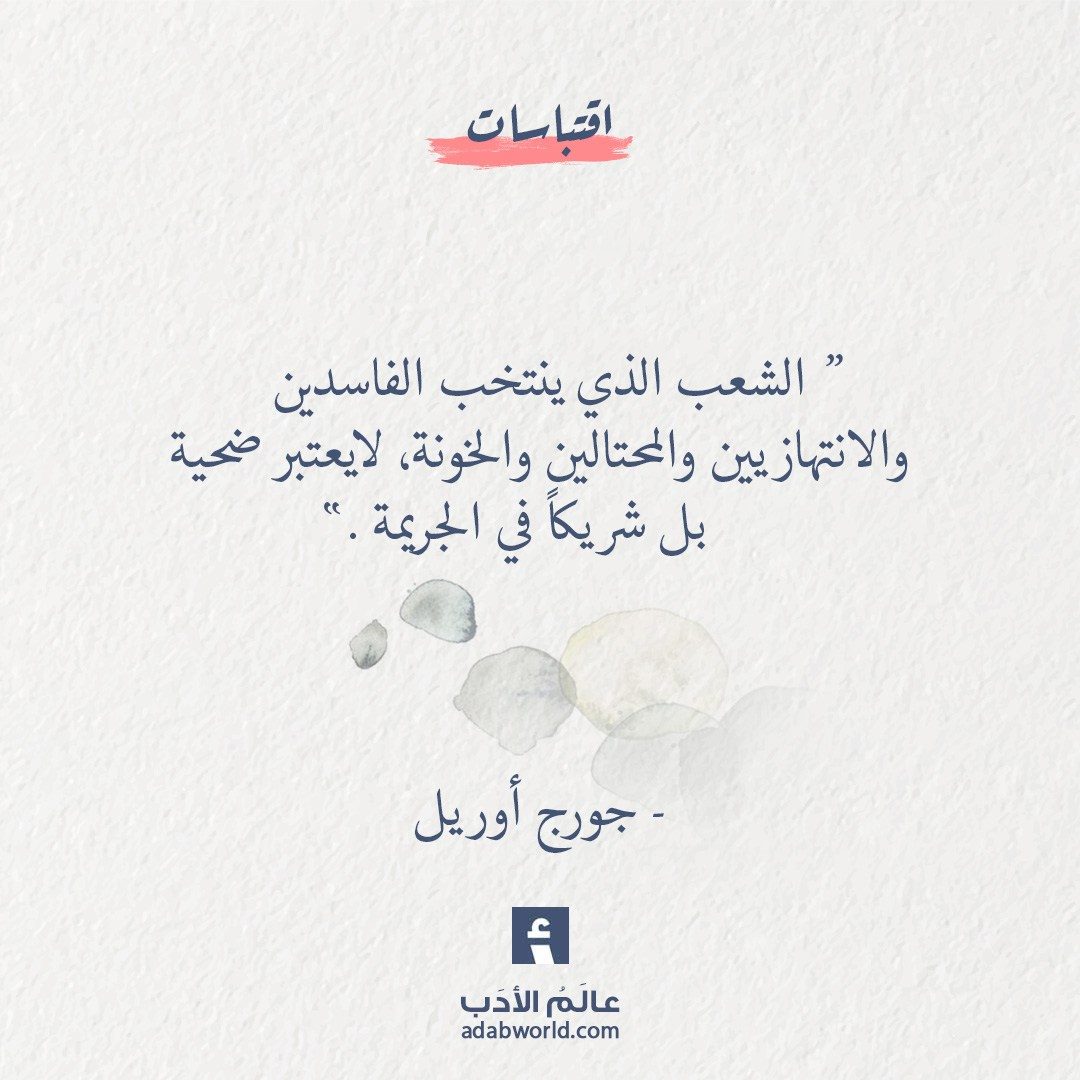 اقتباسات
” الشعب الذي ينتخب الفاسدين
والانتهازيين والمحتالين والخونة، لايعتبر ضحية
بل شريكاً في الجريمة .“
- جورج أوريل
أ
عالَمُ الأدَب
adabworld.com